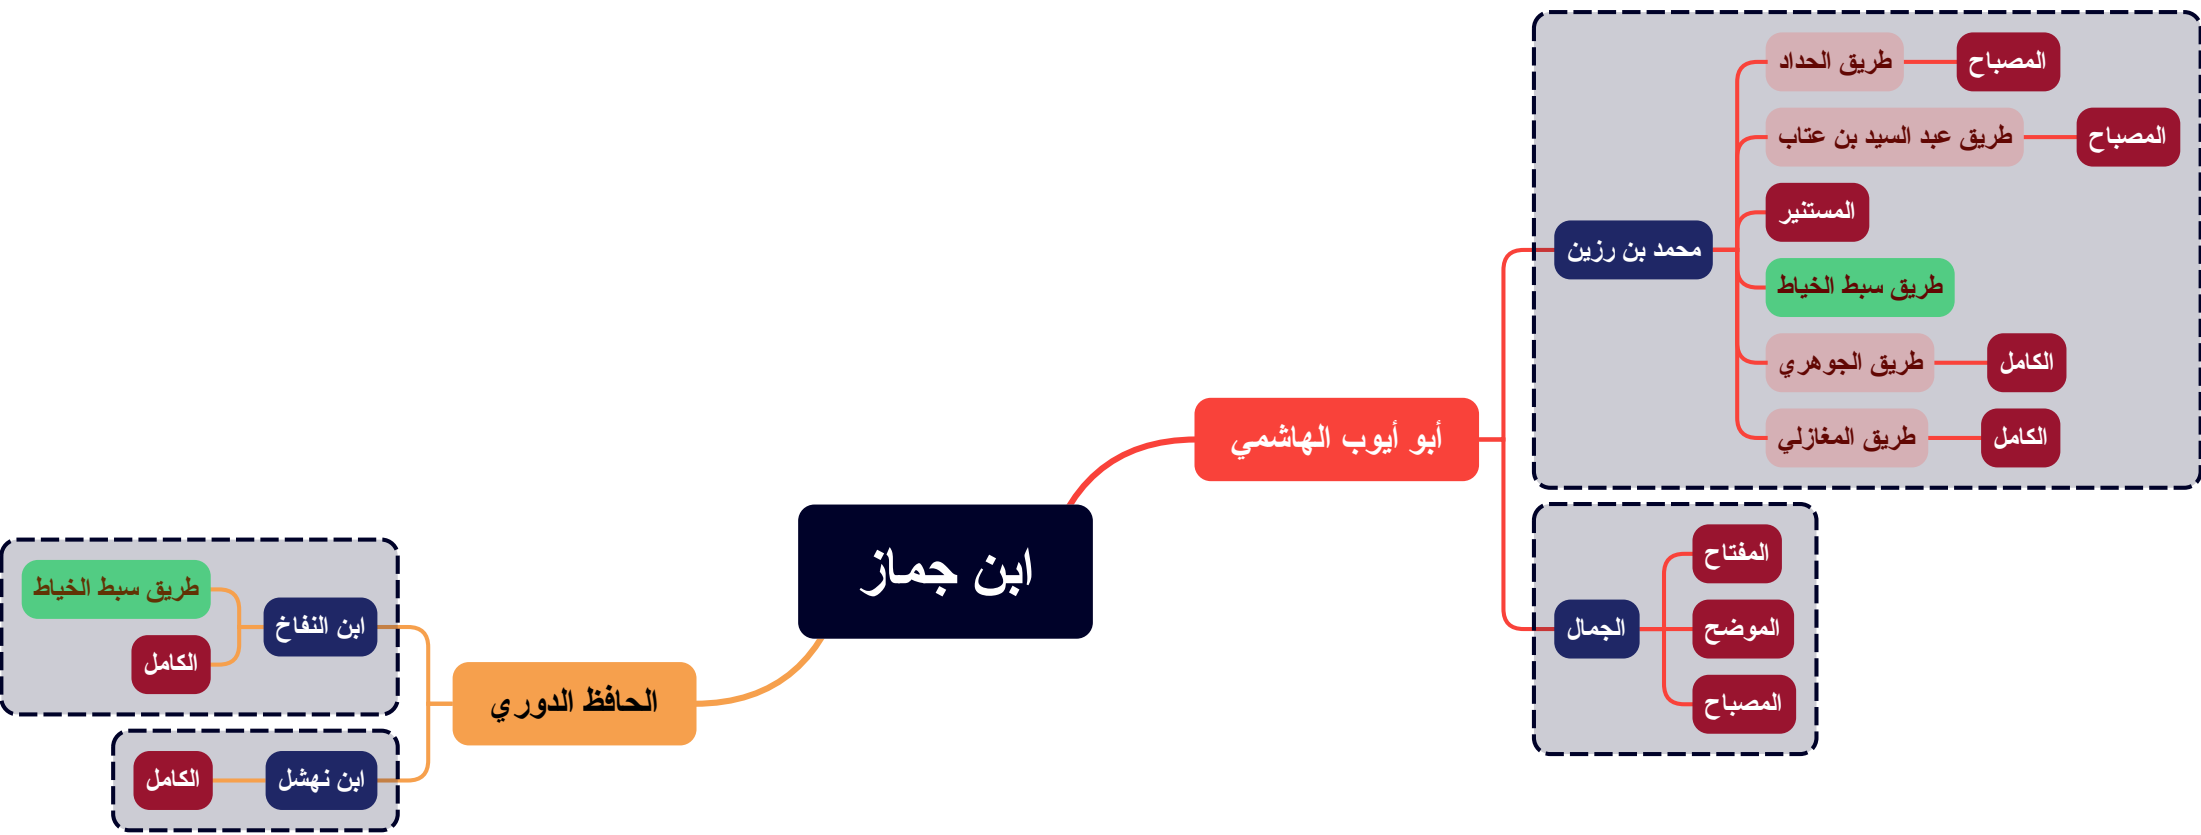 ابن جماز
أبو أيوب الهاشمي
محمد بن رزين
طريق الحداد
المصباح
طريق عبد السيد بن عتاب
المصباح
المستنير
طريق سبط الخياط
طريق الجوهري
الكامل
طريق المغازلي
الكامل
الجمال
المفتاح
الموضح
المصباح
الحافظ الدوري
ابن النفاخ
طريق سبط الخياط
الكامل
ابن نهشل
الكامل